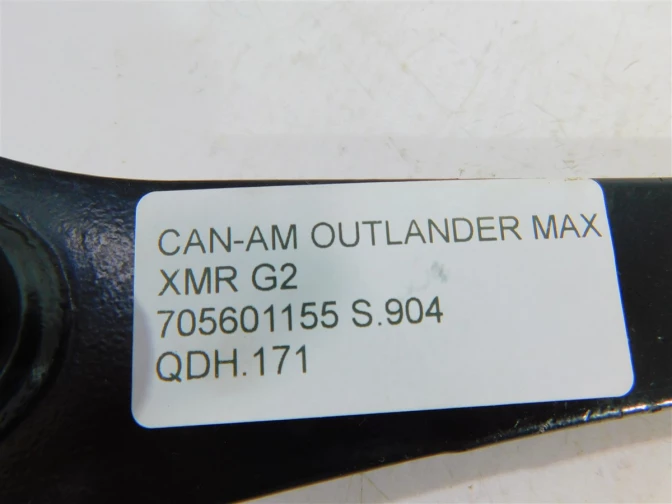 CAN-AM OUTLANDER MAX
XMR G2
705601155 S.904
QDH.171